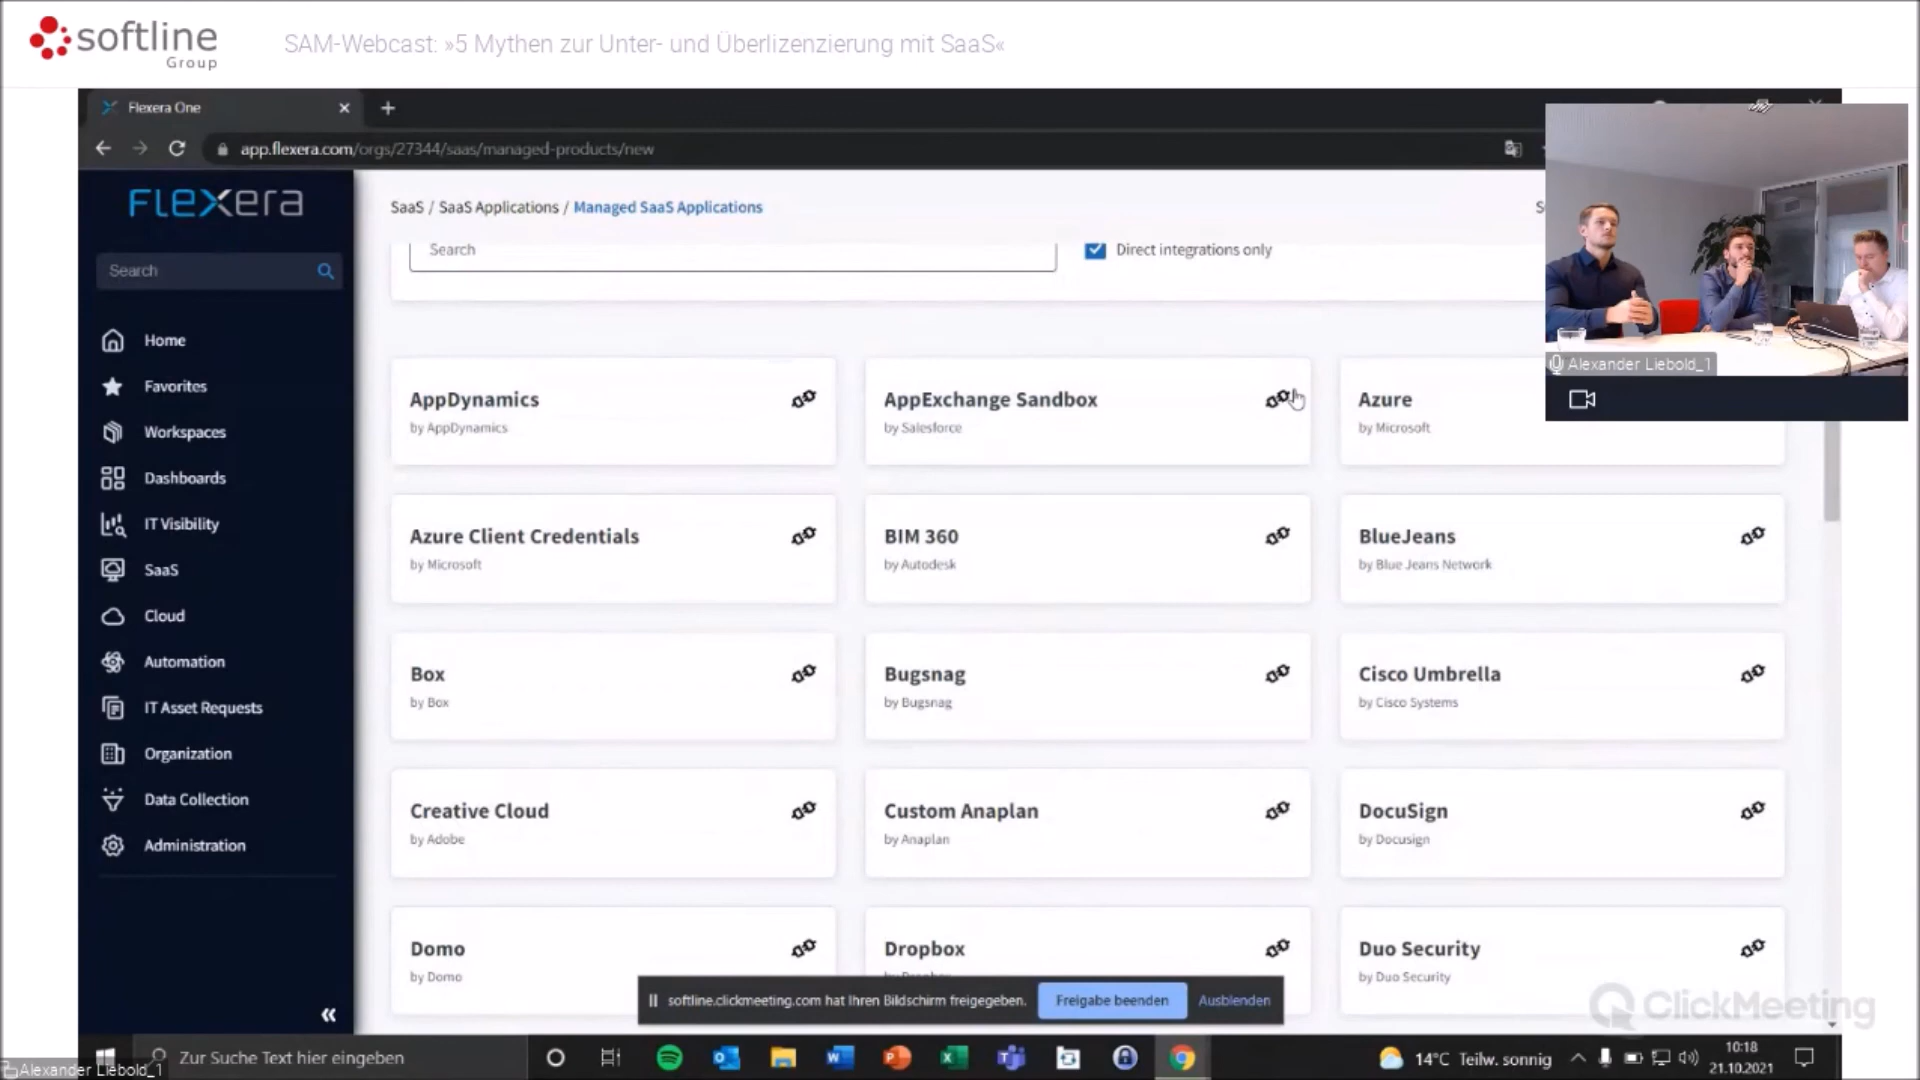 softline
Group
SAM-Webcast: »5 Mythen zur Unter- und Überlizenzierung mit SaaS«
Flexera One
app.flexera.com/orgs/27344/saas/managed-products/new
FLEXERA
SaaS / SaaS Applications / Managed SaaS Applications
Search
Direct integrations only
Search
Home
Favorites
Workspaces
Dashboards
IT Visibility
SaaS
Cloud
Automation
IT Asset Requests
Organization
Data Collection
Administration
«
Alexander Liebold_1
AppDynamics
by AppDynamics
AppExchange Sandbox
by Salesforce
Azure
by Microsoft
Azure Client Credentials
by Microsoft
BIM 360
by Autodesk
BlueJeans
by Blue Jeans Network
Box
by Box
Bugsnag
by Bugsnag
Cisco Umbrella
by Cisco Systems
Creative Cloud
by Adobe
Custom Anaplan
by Anaplan
DocuSign
by Docusign
Domo
by Domo
Dropbox
by Dropbox
Duo Security
by Duo Security
softline.clickmeeting.com hat Ihren Bildschirm freigegeben.
Freigabe beenden
Ausblenden
ClickMeeting
Zur Suche Text hier eingeben
14°C Teilw. sonnig
10:18
21.10.2021
Alexander Liebold_1